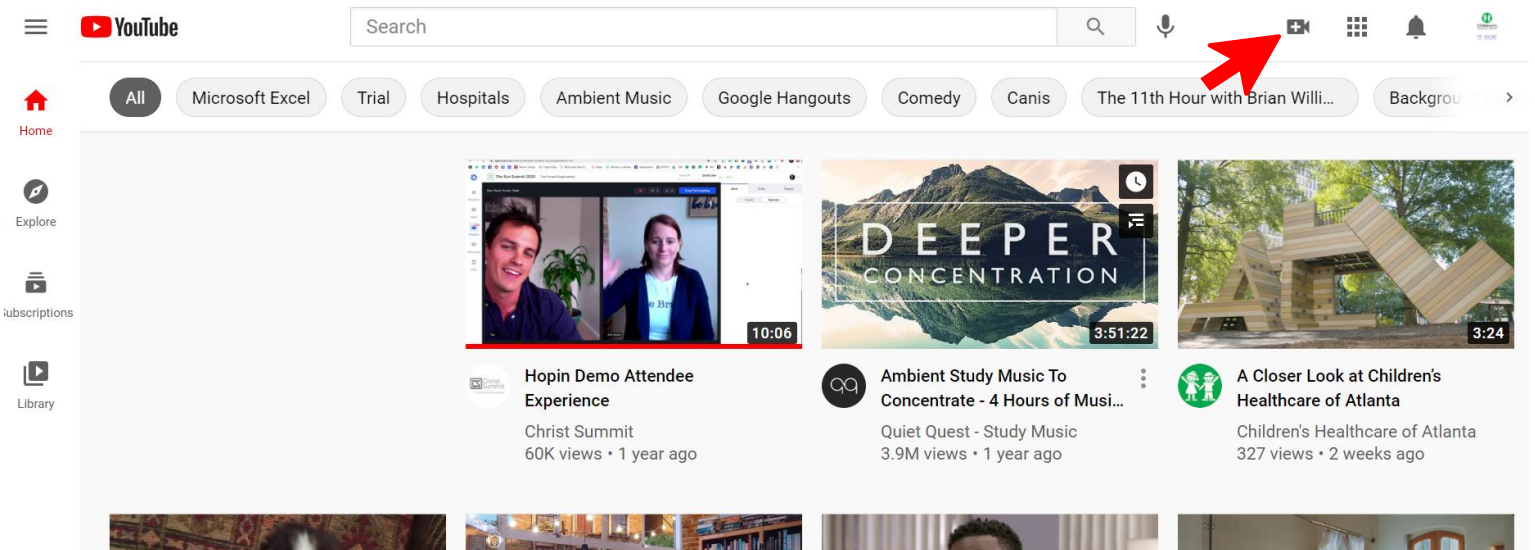 YouTube
Search
All
Microsoft Excel
Trial
Hospitals
Ambient Music
Google Hangouts
Comedy
Canis
The 11th Hour with Brian Willi...
Home
Explore
Subscriptions
Library
10:06
DEEPER
CONCENTRATION
3:51:22
3:24
Hopin Demo Attendee
Experience
Christ Summit
60K views • 1 year ago
Ambient Study Music To
Concentrate - 4 Hours of Musi...
Quiet Quest - Study Music
3.9M views • 1 year ago
A Closer Look at Children's
Healthcare of Atlanta
Children's Healthcare of Atlanta
327 views • 2 weeks ago